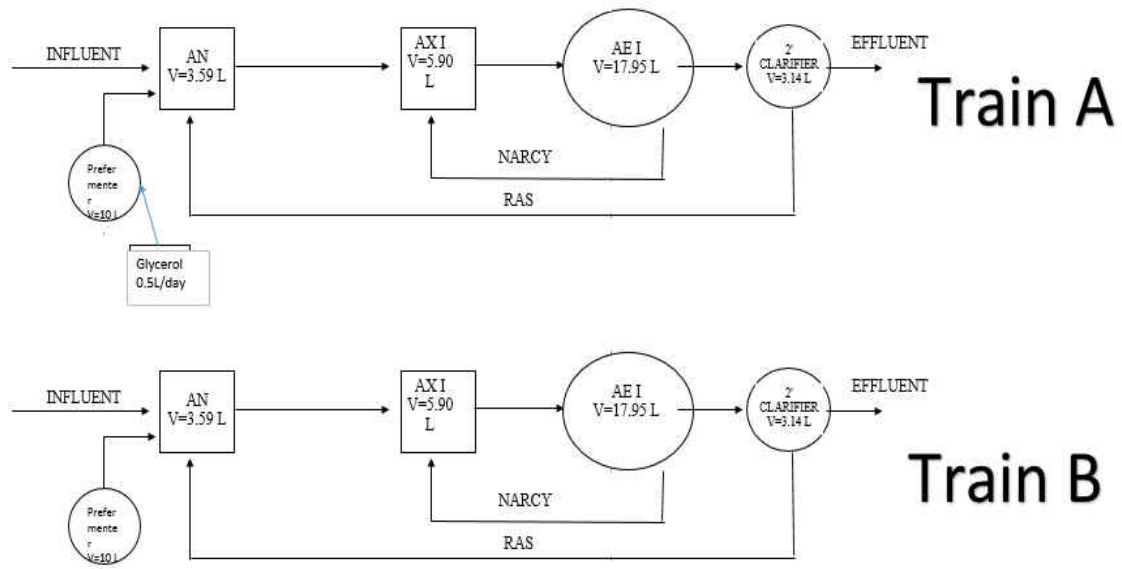 INFLUENT
AN
V=3.59 L
AX I
V=5.90
L
AE I
V=17.95 L
2'
CLARIFIER
V=3.14 L
EFFLUENT
Train A
Prefer
mente
r
V=10 L
NARCY
RAS
Glycerol
0.5L/day
INFLUENT
AN
V=3.59 L
AX I
V=5.90
L
AE I
V=17.95 L
2'
CLARIFIER
V=3.14 L
EFFLUENT
Train B
Prefer
mente
r
V=10 L
NARCY
RAS